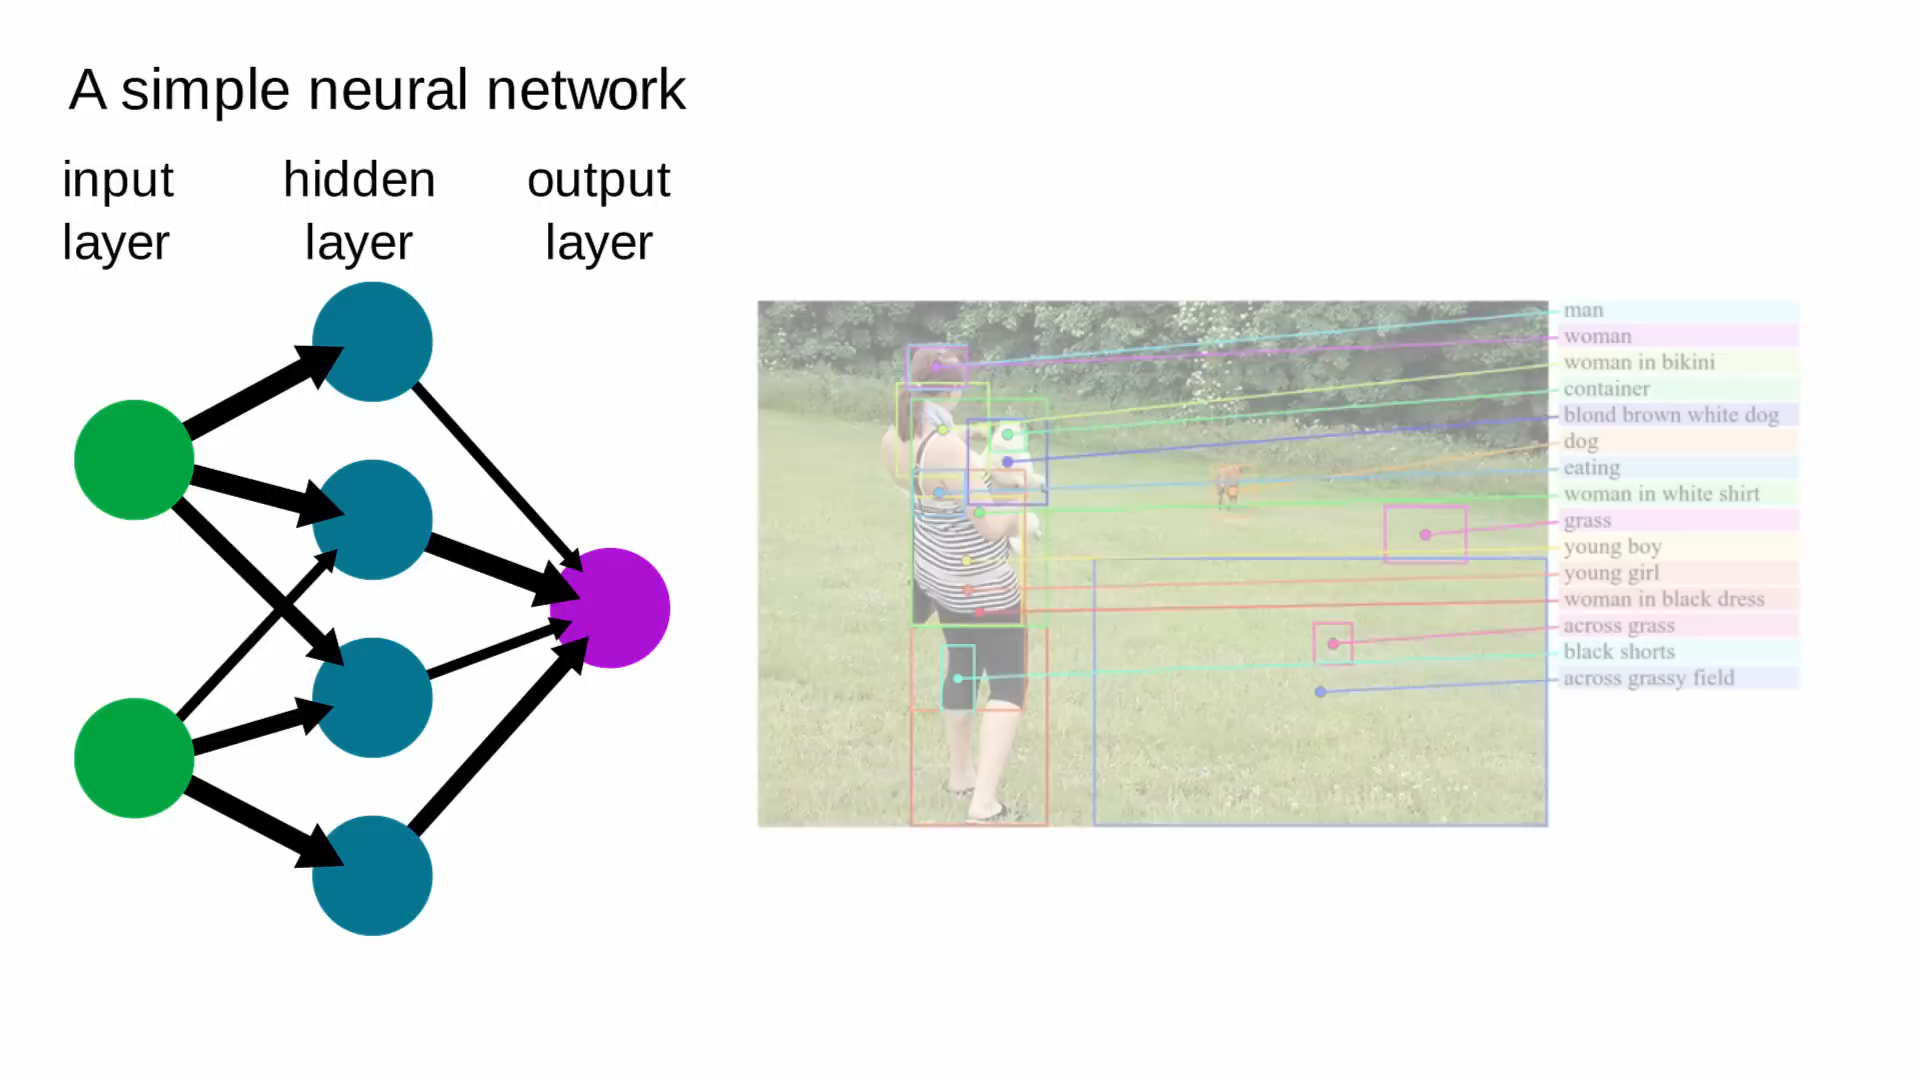 A simple neural network
input
layer
hidden
layer
output
layer
man
woman
woman in bikini
container
blond brown white dog
dog
eating
woman in white shirt
grass
young boy
young girl
woman in black dress
across grass
black shorts
across grassy field